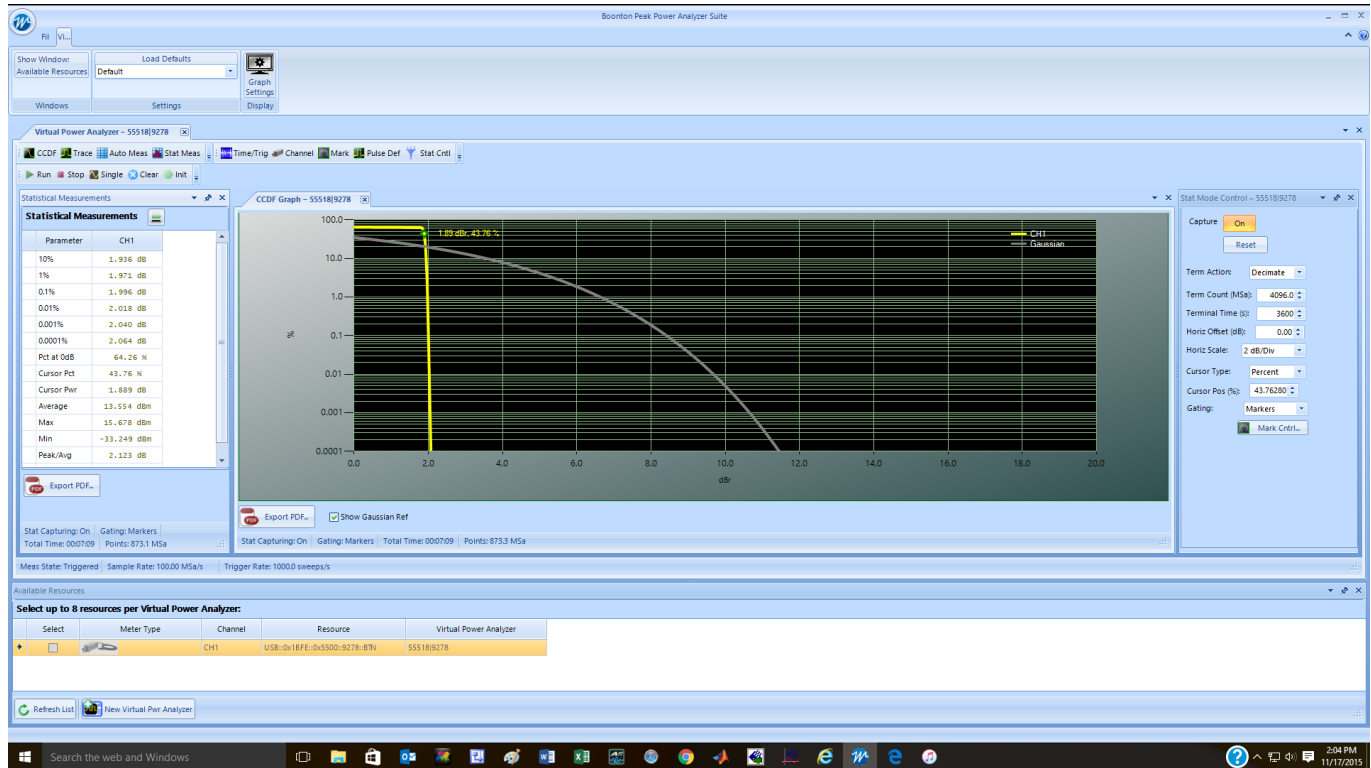 Boonton Peak Power Analyzer Suite
Fil Vi...
Show Window:
Available Resources
Windows
Load Defaults
Default
Settings
Graph
Settings
Display
Virtual Power Analyzer – 55518|9278
CCDF Trace Auto Meas Stat Meas Time/Trig Channel Mark Pulse Def Stat Cntl
Run Stop Single Clear Init
Statistical Measurements
Statistical Measurements
Parameter CH1
10% 1.936 dB
1% 1.971 dB
0.1% 1.996 dB
0.01% 2.018 dB
0.001% 2.040 dB
0.0001% 2.064 dB
Pct at 0dB 64.26 %
Cursor Pct 43.76 %
Cursor Pwr 1.889 dB
Average 13.554 dBm
Max 15.678 dBm
Min -33.249 dBm
Peak/Avg 2.123 dB
Export PDF...
Stat Capturing: On Gating: Markers
Total Time: 00:07:09 Points: 873.1 MSa
CCDF Graph – 55518|9278
1.89 dBr, 43.76 %
CH1
Gaussian
%
100.0
10.0
1.0
0.1
0.01
0.001
0.0001
0.0 2.0 4.0 6.0 8.0 10.0 12.0 14.0 16.0 18.0 20.0
dBr
Export PDF... Show Gaussian Ref
Stat Capturing: On Gating: Markers Total Time: 00:07:09 Points: 873.3 MSa
Stat Mode Control – 55518|9278
Capture On
Reset
Term Action: Decimate
Term Count (MSa): 4096.0
Terminal Time (s): 3600
Horiz Offset (dB): 0.00
Horiz Scale: 2 dB/Div
Cursor Type: Percent
Cursor Pos (%): 43.76280
Gating: Markers
Mark Cntrl...
Meas State: Triggered Sample Rate: 100.00 MSa/s Trigger Rate: 1000.0 sweeps/s
Available Resources
Select up to 8 resources per Virtual Power Analyzer:
Select Meter Type Channel Resource Virtual Power Analyzer
CH1 USB::0x1BFE::0x5500::9278::BTN 55518|9278
Refresh List New Virtual Pwr Analyzer
Search the web and Windows
2:04 PM
11/17/2015